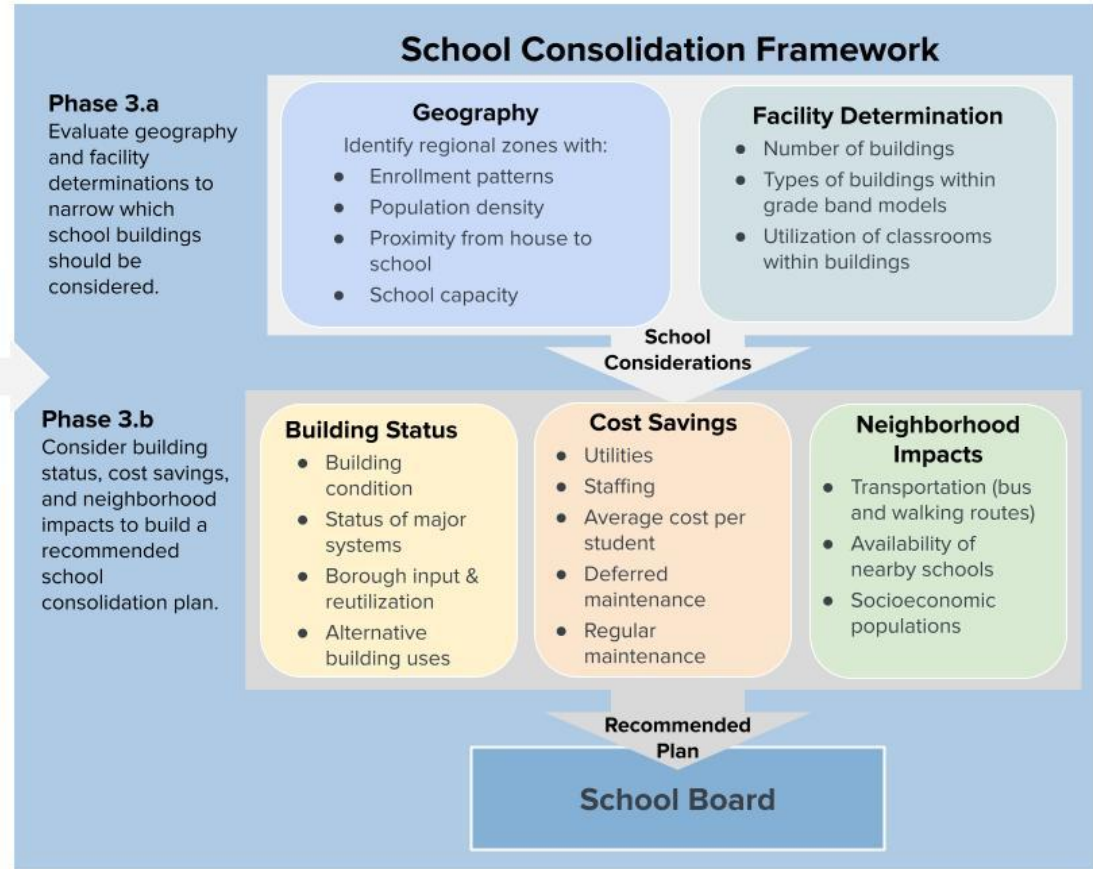 School Consolidation Framework
Phase 3.a
Evaluate geography
and facility
determinations to
narrow which
school buildings
should be
considered.
Geography
Identify regional zones with:
● Enrollment patterns
● Population density
● Proximity from house to
school
● School capacity
Facility Determination
● Number of buildings
● Types of buildings within
grade band models
● Utilization of classrooms
within buildings
School
Considerations
Phase 3.b
Consider building
status, cost savings,
and neighborhood
impacts to build a
recommended
school
consolidation plan.
Building Status
● Building
condition
● Status of major
systems
● Borough input &
reutilization
● Alternative
building uses
Cost Savings
● Utilities
● Staffing
● Average cost per
student
● Deferred
maintenance
● Regular
maintenance
Neighborhood
Impacts
● Transportation (bus
and walking routes)
● Availability of
nearby schools
● Socioeconomic
populations
Recommended
Plan
School Board